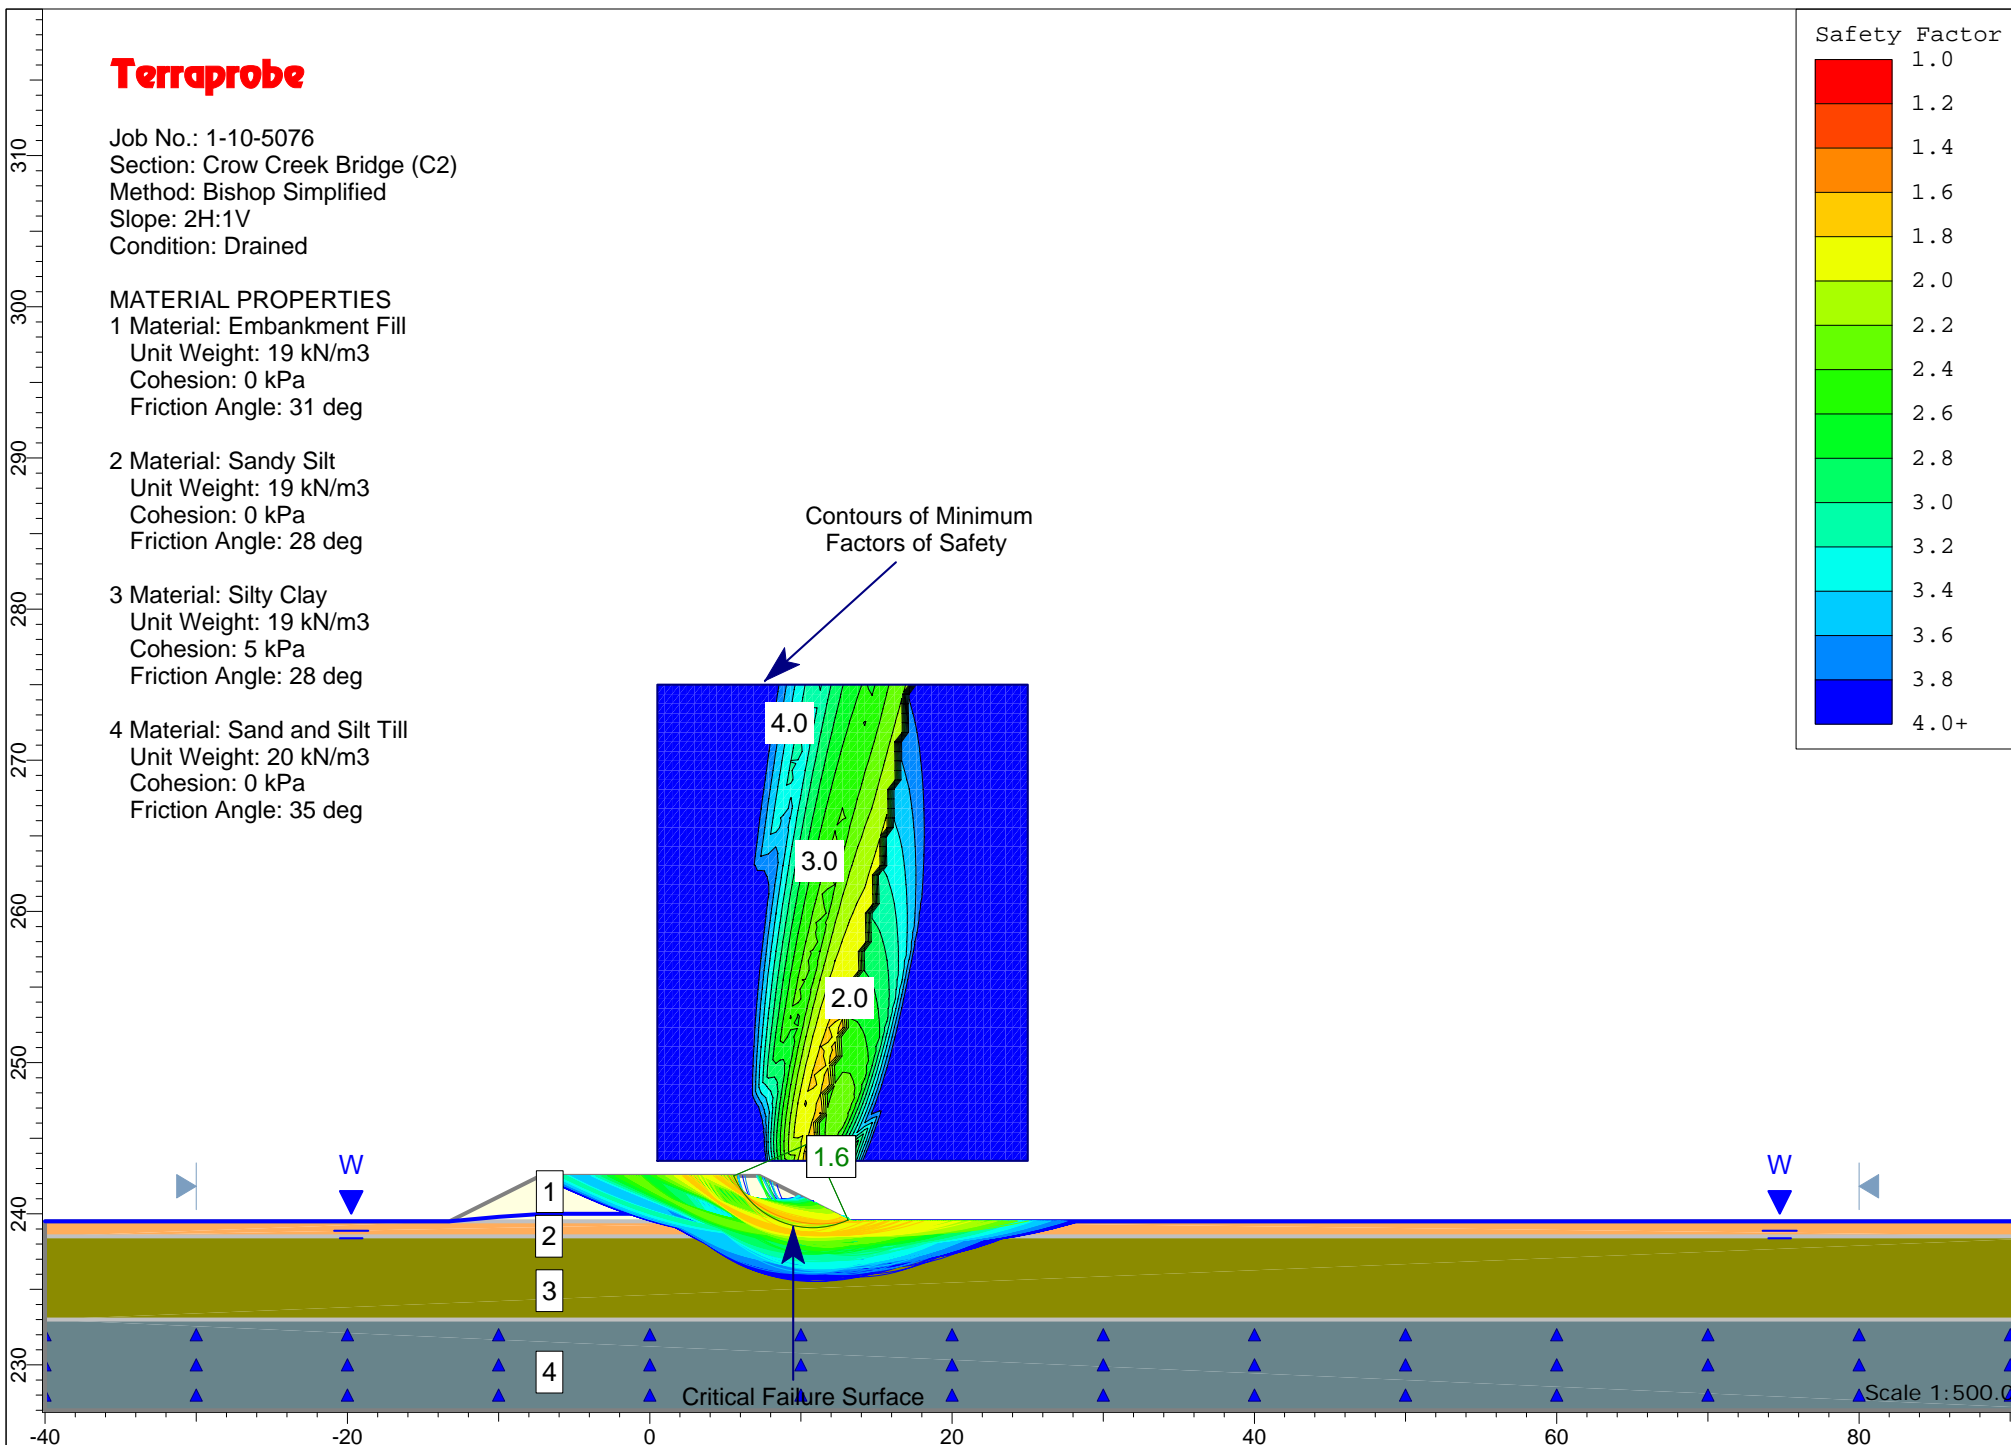 Terraprobe
Job No.: 1-10-5076
Section: Crow Creek Bridge (C2)
Method: Bishop Simplified
Slope: 2H:1V
Condition: Drained
MATERIAL PROPERTIES
1 Material: Embankment Fill
Unit Weight: 19 kN/m3
Cohesion: 0 kPa
Friction Angle: 31 deg
2 Material: Sandy Silt
Unit Weight: 19 kN/m3
Cohesion: 0 kPa
Friction Angle: 28 deg
3 Material: Silty Clay
Unit Weight: 19 kN/m3
Cohesion: 5 kPa
Friction Angle: 28 deg
4 Material: Sand and Silt Till
Unit Weight: 20 kN/m3
Cohesion: 0 kPa
Friction Angle: 35 deg
Safety Factor
1.0
1.2
1.4
1.6
1.8
2.0
2.2
2.4
2.6
2.8
3.0
3.2
3.4
3.6
3.8
4.0+
Contours of Minimum
Factors of Safety
4.0
3.0
2.0
1.6
W
W
1
2
3
4
Critical Failure Surface
Scale 1:500.0
310
300
290
280
270
260
250
240
230
-40
-20
0
20
40
60
80